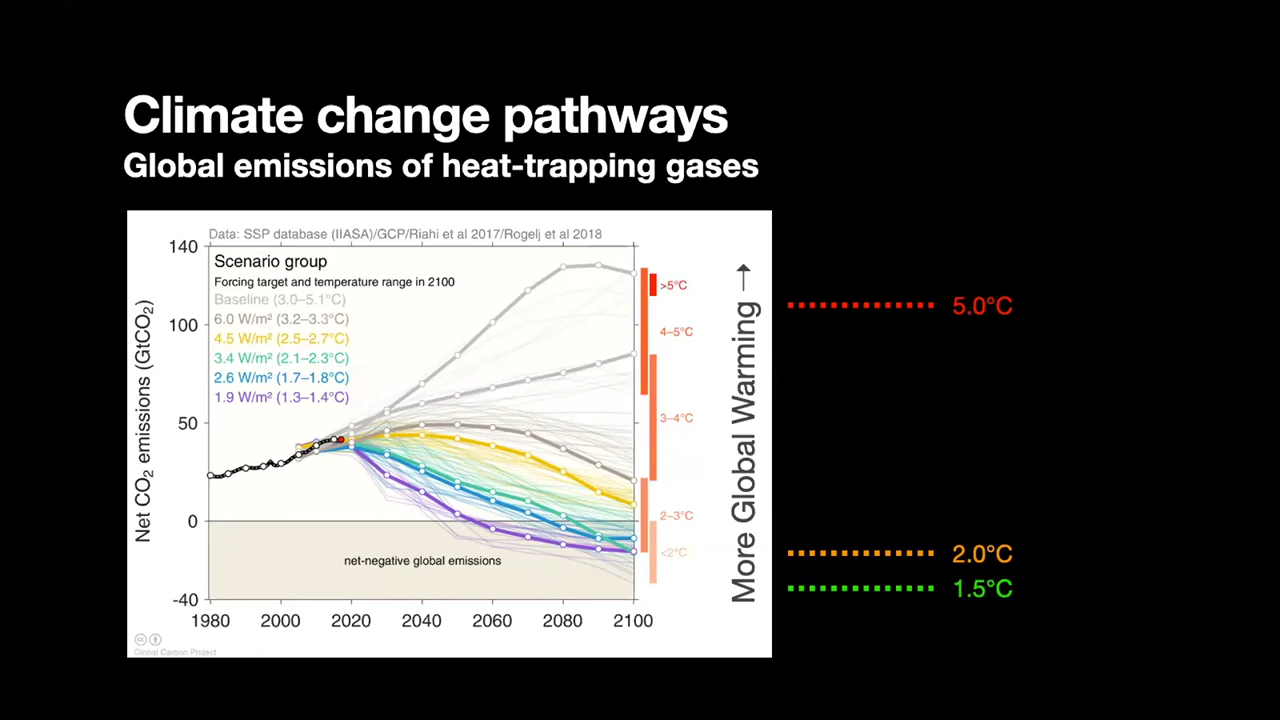 Climate change pathways
Global emissions of heat-trapping gases
Data: SSP database (IIASA)/GCP/Riahi et al 2017/Rogelj et al 2018
Net CO₂ emissions (GtCO₂)
140
100
50
0
-40
Scenario group
Forcing target and temperature range in 2100
Baseline (3.0–5.1°C)
6.0 W/m² (3.2–3.3°C)
4.5 W/m² (2.5–2.7°C)
3.4 W/m² (2.1–2.3°C)
2.6 W/m² (1.7–1.8°C)
1.9 W/m² (1.3–1.4°C)
net-negative global emissions
1980 2000 2020 2040 2060 2080 2100
>5°C
4–5°C
3–4°C
2–3°C
<2°C
More Global Warming →
5.0°C
2.0°C
1.5°C
cc
Global Carbon Project